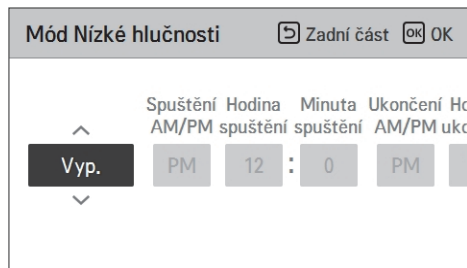 Mód Nízké hlučnosti Zadní část OK OK
Spuštění Hodina Minuta Ukončení
AM/PM spuštění spuštění AM/PM
Vyp. PM 12 : 0 PM